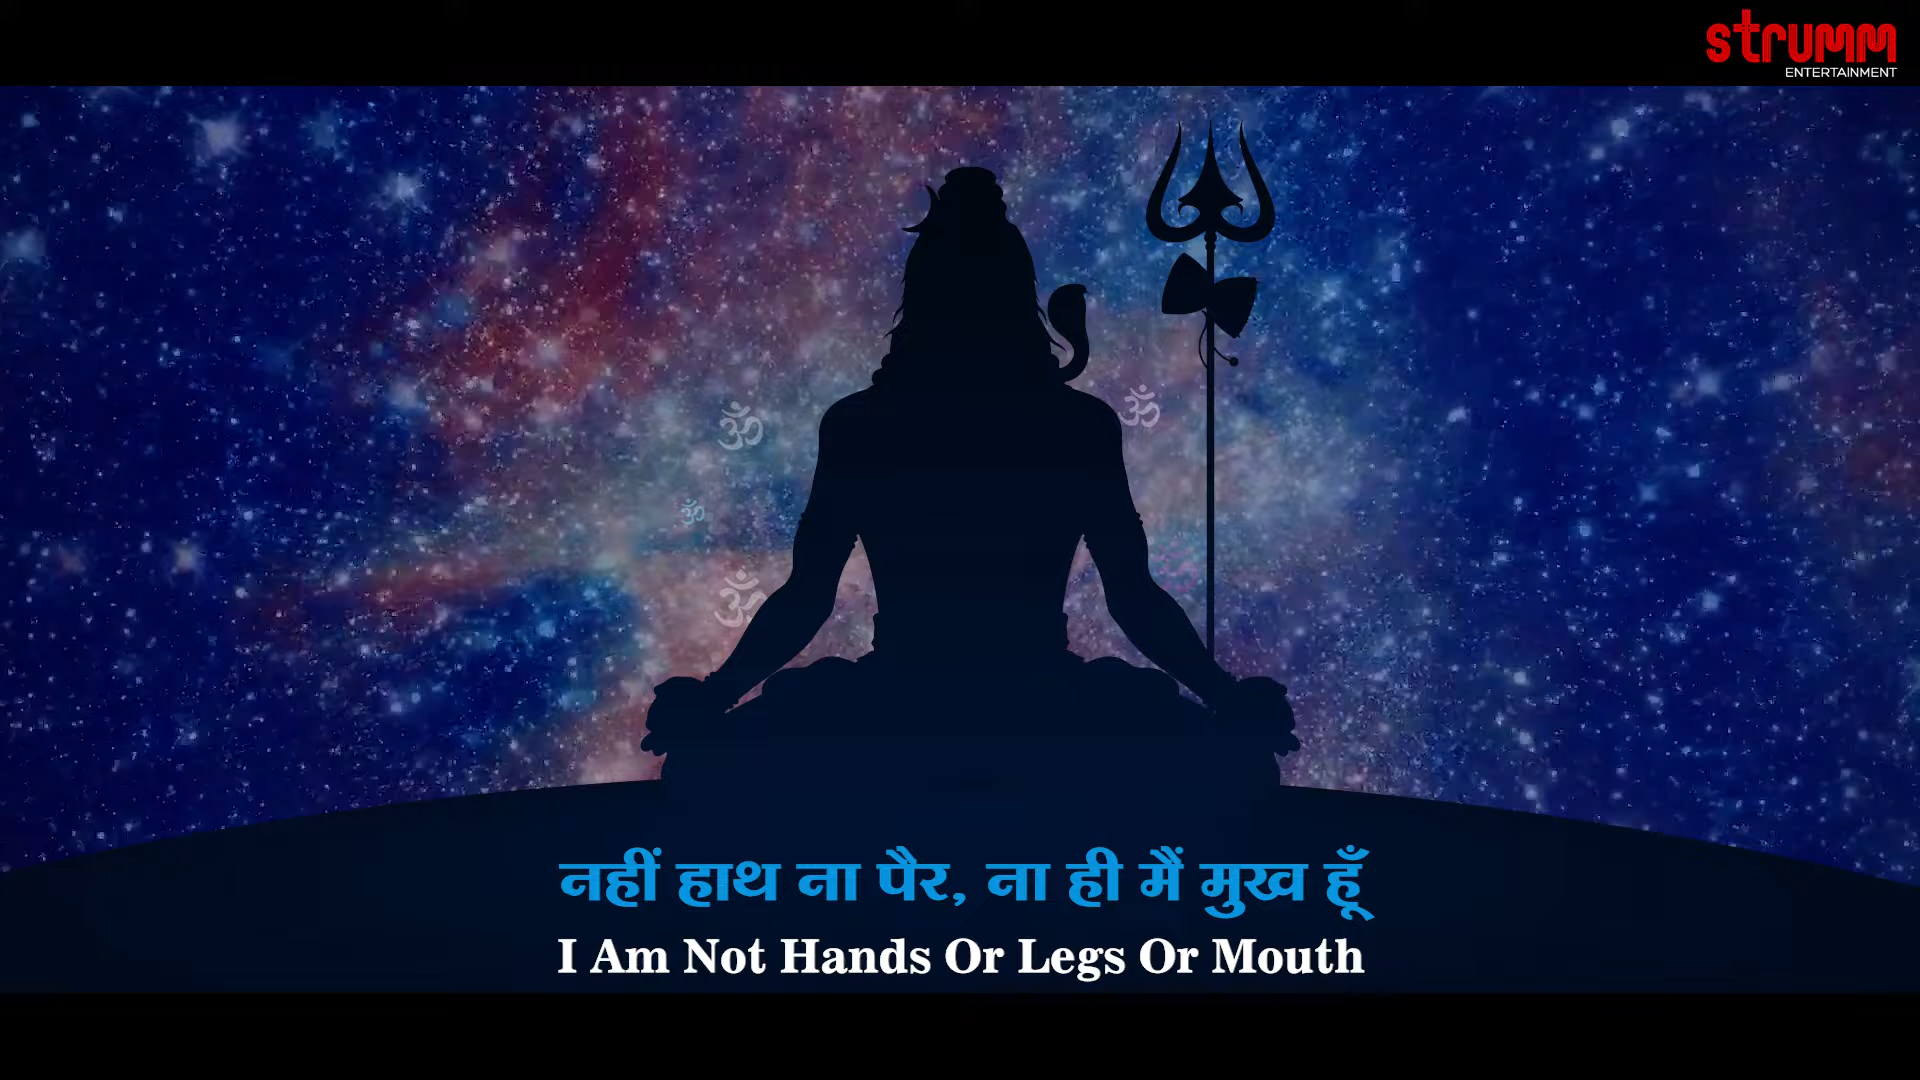 strumm
ENTERTAINMENT
ॐ
ॐ
ॐ
ॐ
नहीं हाथ ना पैर, ना ही मैं मुख हूँ
I Am Not Hands Or Legs Or Mouth